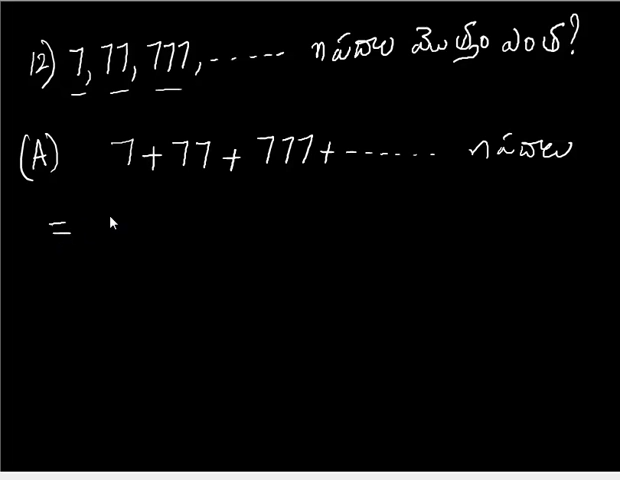 12) 7, 77, 777, ------ n పదాల మొత్తం ఎంత?
(A) 7 + 77 + 777 + ------- n పదాలు
=